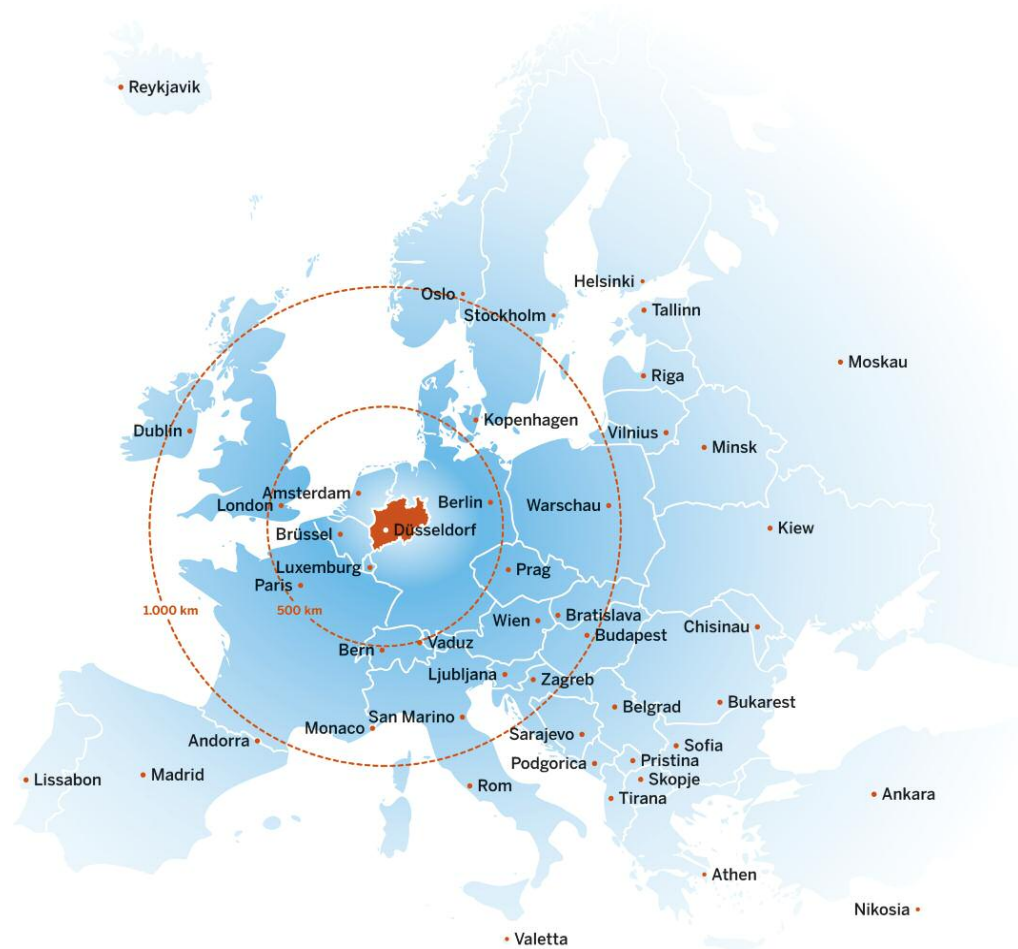 Reykjavik
Helsinki
Oslo
Tallinn
Stockholm
Moskau
Riga
Kopenhagen
Dublin
Vilnius
Minsk
Amsterdam
Berlin
London
Warschau
Kiew
Düsseldorf
Brüssel
Luxemburg
Prag
Paris
1.000 km
500 km
Bratislava
Wien
Chisinau
Budapest
Vaduz
Bern
Ljubljana
Zagreb
Bukarest
Belgrad
San Marino
Monaco
Sarajevo
Andorra
Sofia
Pristina
Podgorica
Madrid
Lissabon
Skopje
Rom
Ankara
Tirana
Athen
Nikosia
Valetta